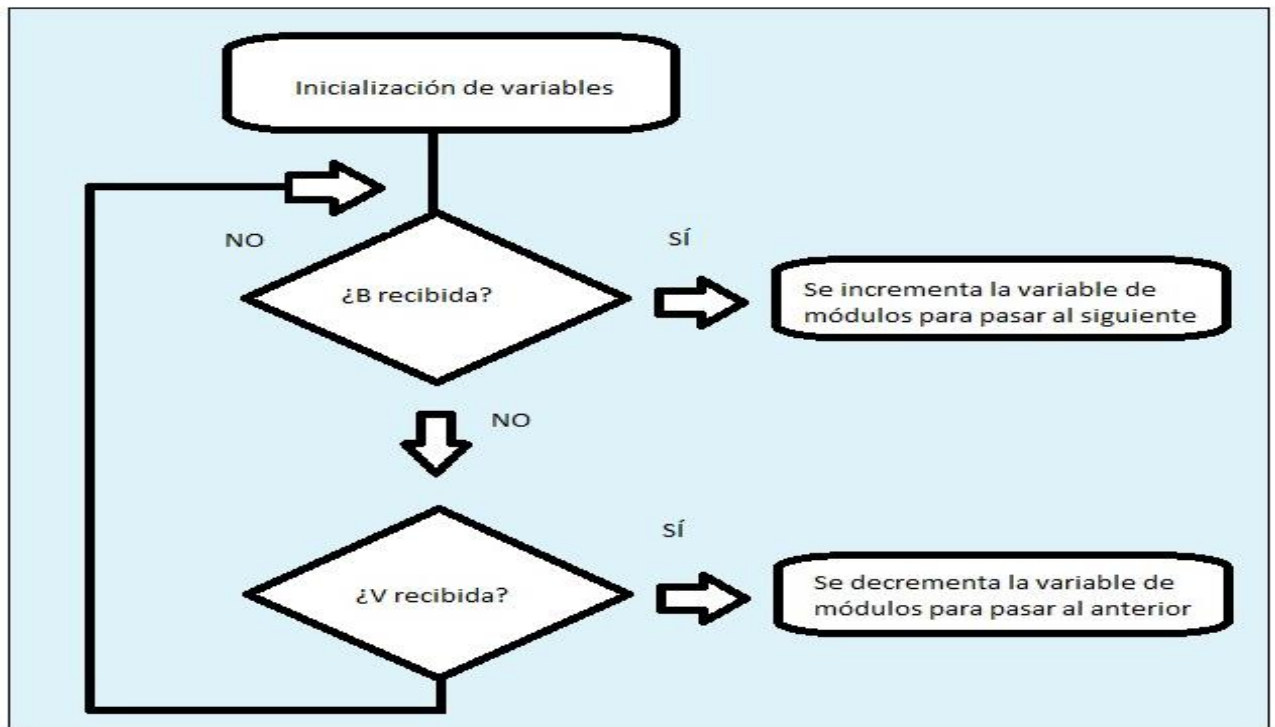 Inicialización de variables
NO
SÍ
¿B recibida?
Se incrementa la variable de
módulos para pasar al siguiente
NO
SÍ
¿V recibida?
Se decrementa la variable de
módulos para pasar al anterior